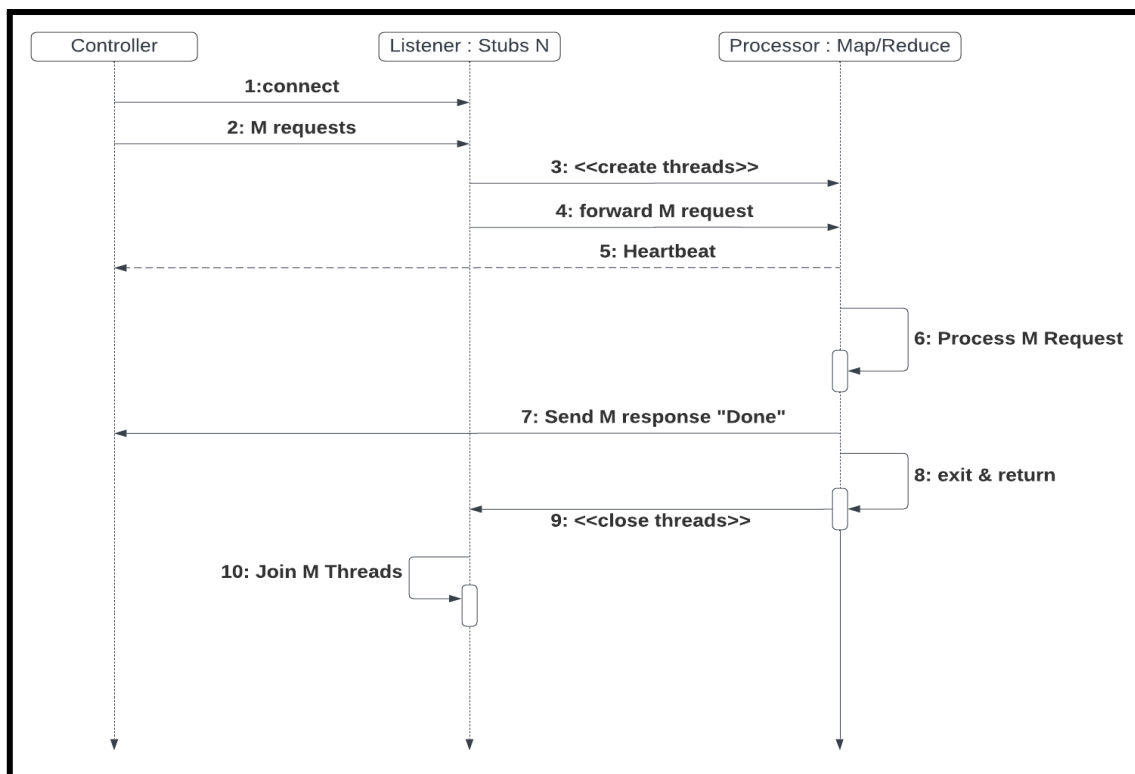 Controller
Listener : Stubs N
Processor : Map/Reduce
1:connect
2: M requests
3: <<create threads>>
4: forward M request
5: Heartbeat
6: Process M Request
7: Send M response "Done"
8: exit & return
9: <<close threads>>
10: Join M Threads